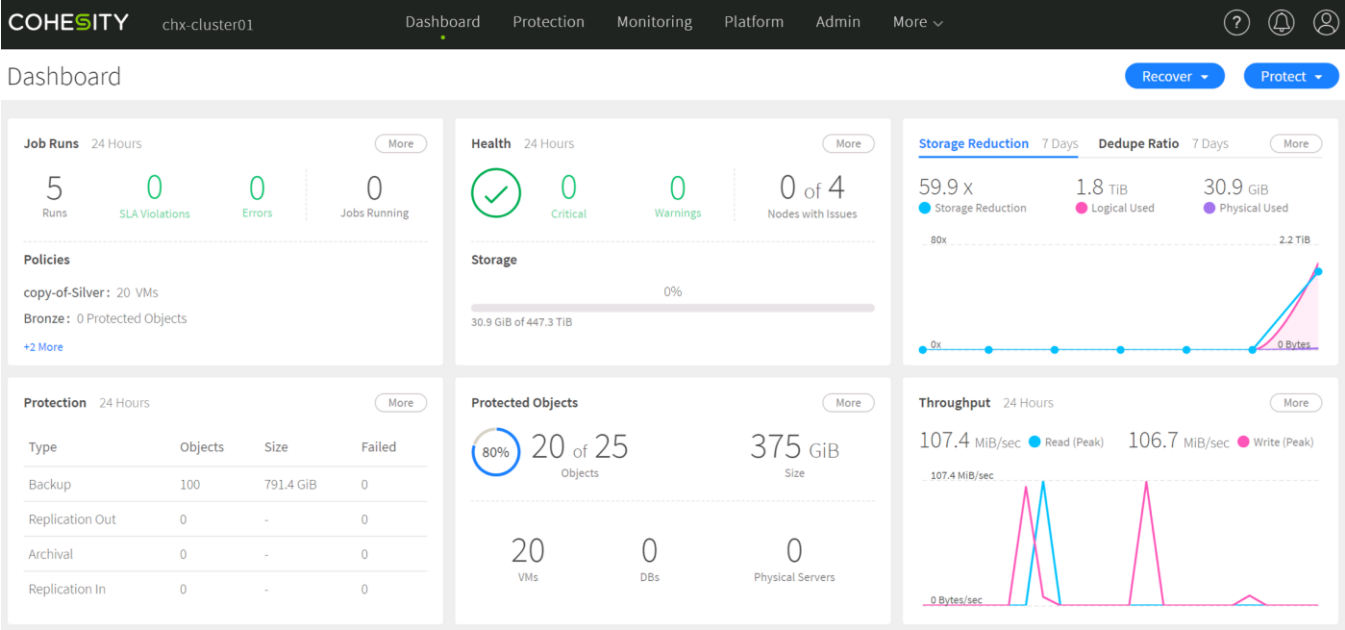 COHESITY chx-cluster01 Dashboard Protection Monitoring Platform Admin More ?
Dashboard Recover Protect
Job Runs 24 Hours More
5 0 0 0
Runs SLA Violations Errors Jobs Running
Policies
copy-of-Silver: 20 VMs
Bronze: 0 Protected Objects
+2 More
Health 24 Hours More
0 0 0 of 4
Critical Warnings Nodes with Issues
Storage
0%
30.9 GiB of 447.3 TiB
Storage Reduction 7 Days Dedupe Ratio 7 Days More
59.9 x 1.8 TiB 30.9 GiB
Storage Reduction Logical Used Physical Used
80x 2.2 TiB
0x 0 Bytes
Protection 24 Hours More
Type Objects Size Failed
Backup 100 791.4 GiB 0
Replication Out 0 - 0
Archival 0 - 0
Replication In 0 - 0
Protected Objects More
80% 20 of 25 375 GiB
Objects Size
20 0 0
VMs DBs Physical Servers
Throughput 24 Hours More
107.4 MiB/sec Read (Peak) 106.7 MiB/sec Write (Peak)
107.4 MiB/sec
0 Bytes/sec